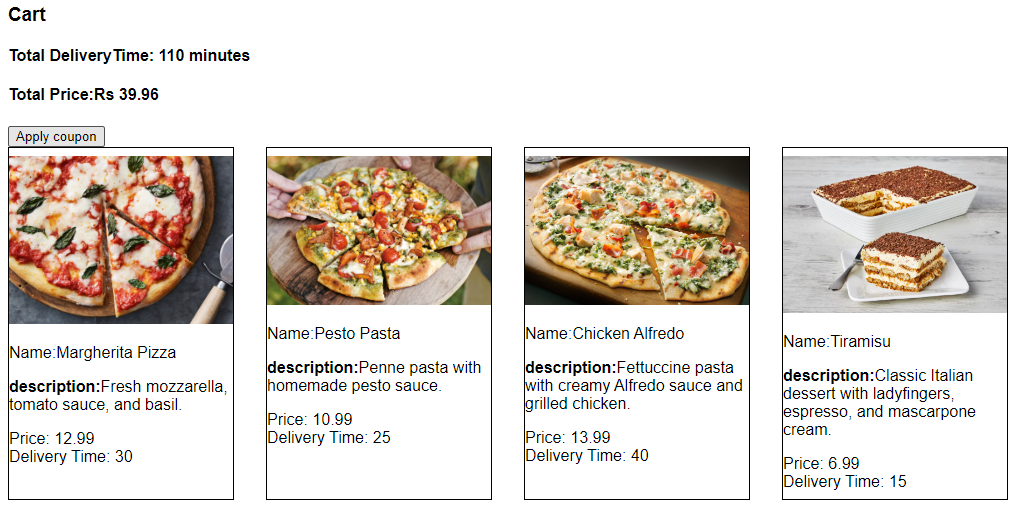 Cart
Total DeliveryTime: 110 minutes
Total Price:Rs 39.96
Apply coupon
Name:Margherita Pizza
description:Fresh mozzarella,
tomato sauce, and basil.
Price: 12.99
Delivery Time: 30
Name:Pesto Pasta
description:Penne pasta with
homemade pesto sauce.
Price: 10.99
Delivery Time: 25
Name:Chicken Alfredo
description:Fettuccine pasta
with creamy Alfredo sauce and
grilled chicken.
Price: 13.99
Delivery Time: 40
Name:Tiramisu
description:Classic Italian
dessert with ladyfingers,
espresso, and mascarpone
cream.
Price: 6.99
Delivery Time: 15